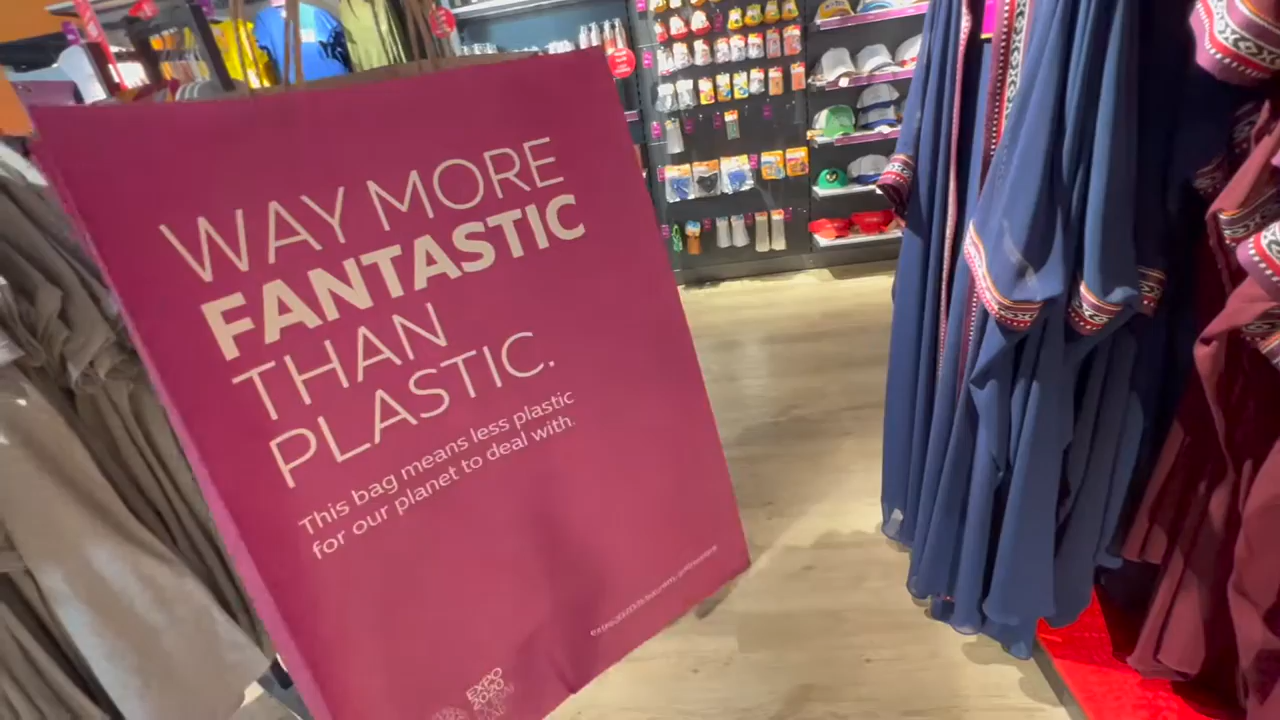 WAY MORE
FANTASTIC
THAN
PLASTIC.
This bag means less plastic
for our planet to deal with.
EXPO
2020